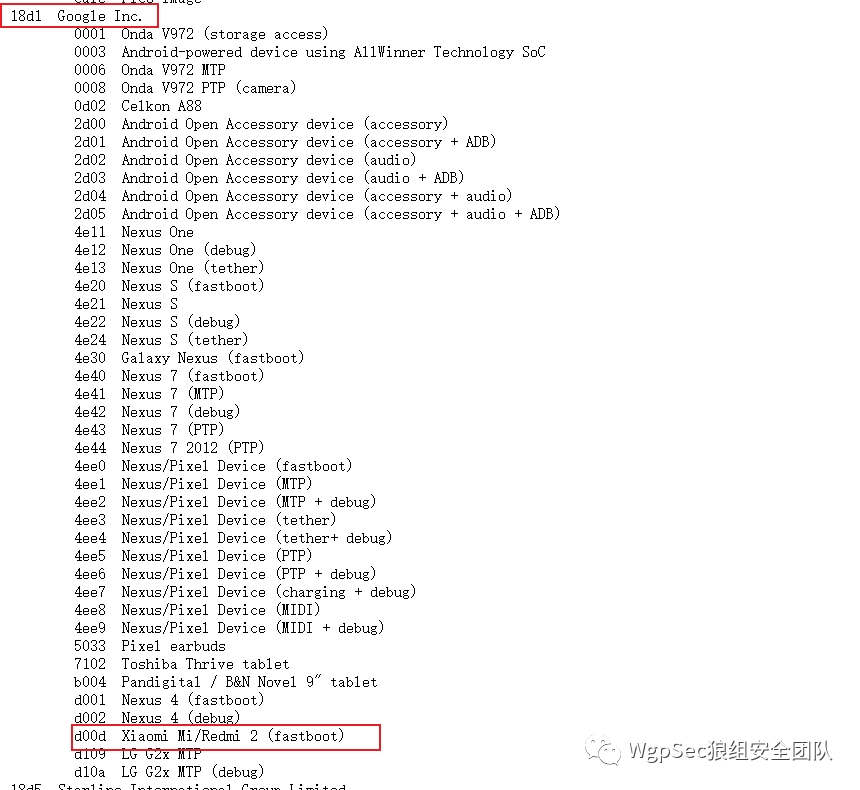 cafe Pics Image
18d1 Google Inc.
0001 Onda V972 (storage access)
0003 Android-powered device using AllWinner Technology SoC
0006 Onda V972 MTP
0008 Onda V972 PTP (camera)
0d02 Celkon A88
2d00 Android Open Accessory device (accessory)
2d01 Android Open Accessory device (accessory + ADB)
2d02 Android Open Accessory device (audio)
2d03 Android Open Accessory device (audio + ADB)
2d04 Android Open Accessory device (accessory + audio)
2d05 Android Open Accessory device (accessory + audio + ADB)
4e11 Nexus One
4e12 Nexus One (debug)
4e13 Nexus One (tether)
4e20 Nexus S (fastboot)
4e21 Nexus S
4e22 Nexus S (debug)
4e24 Nexus S (tether)
4e30 Galaxy Nexus (fastboot)
4e40 Nexus 7 (fastboot)
4e41 Nexus 7 (MTP)
4e42 Nexus 7 (debug)
4e43 Nexus 7 (PTP)
4e44 Nexus 7 2012 (PTP)
4ee0 Nexus/Pixel Device (fastboot)
4ee1 Nexus/Pixel Device (MTP)
4ee2 Nexus/Pixel Device (MTP + debug)
4ee3 Nexus/Pixel Device (tether)
4ee4 Nexus/Pixel Device (tether+ debug)
4ee5 Nexus/Pixel Device (PTP)
4ee6 Nexus/Pixel Device (PTP + debug)
4ee7 Nexus/Pixel Device (charging + debug)
4ee8 Nexus/Pixel Device (MIDI)
4ee9 Nexus/Pixel Device (MIDI + debug)
5033 Pixel earbuds
7102 Toshiba Thrive tablet
b004 Pandigital / B&N Novel 9" tablet
d001 Nexus 4 (fastboot)
d002 Nexus 4 (debug)
d00d Xiaomi Mi/Redmi 2 (fastboot)
d109 LG G2x MTP
d10a LG G2x MTP (debug)
18d5 Starline International Group Limited
WgpSec狼组安全团队